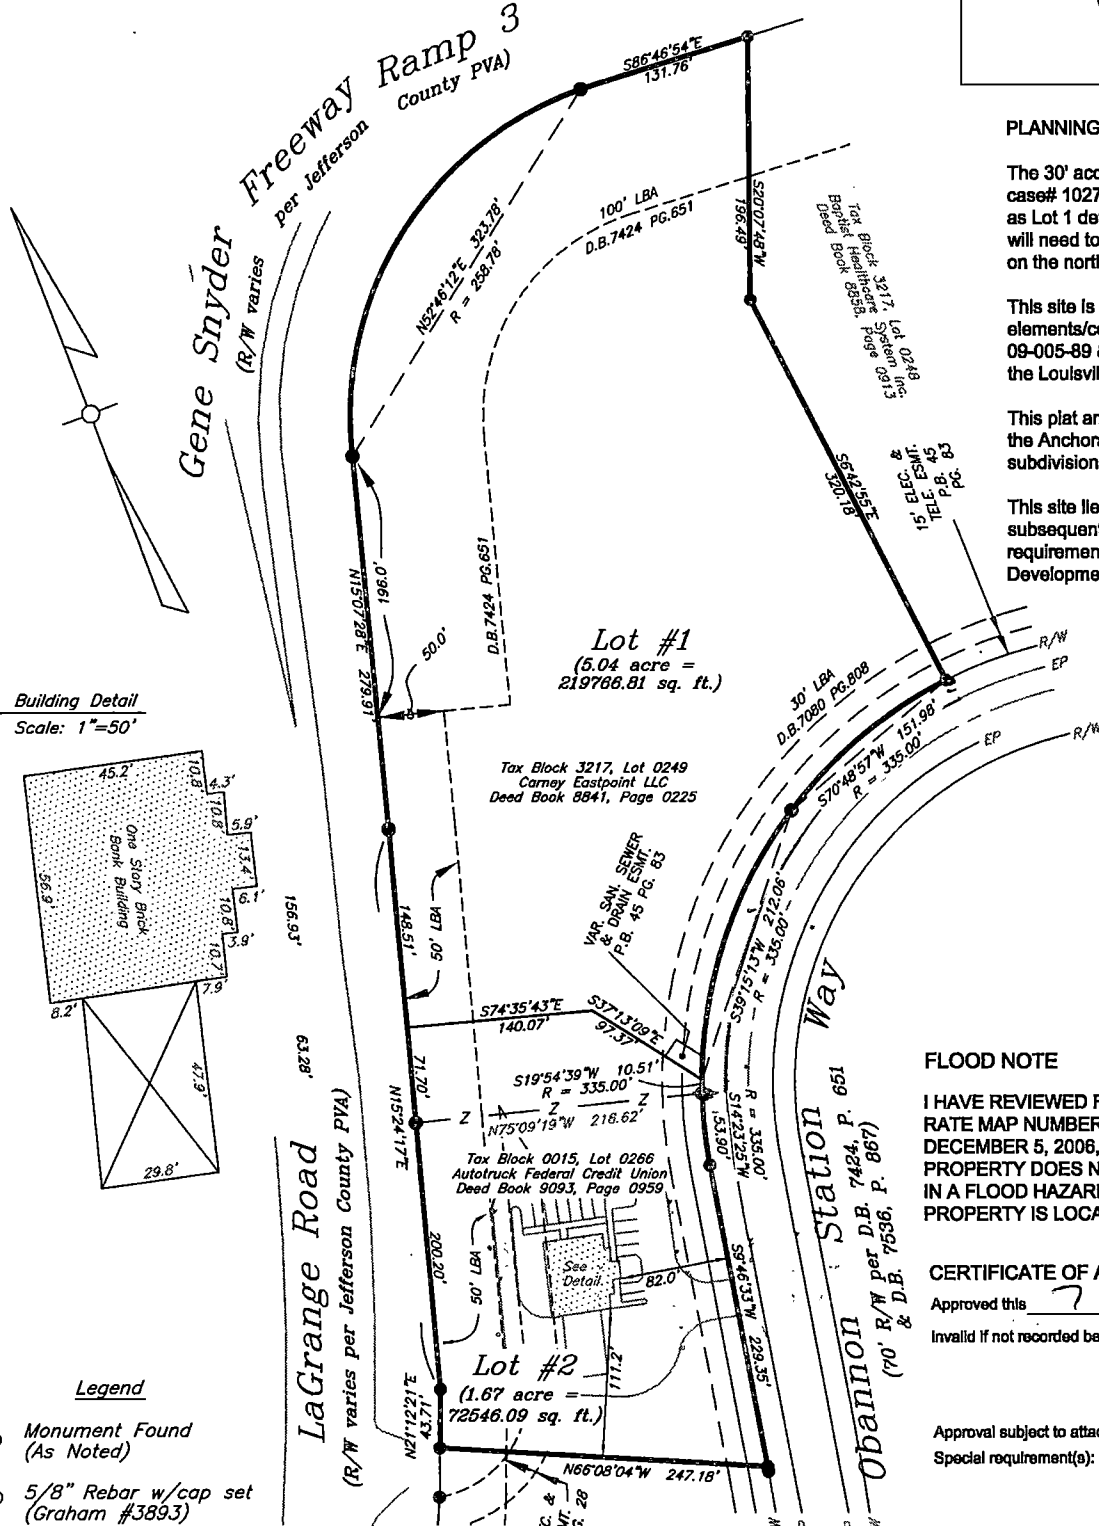 Freeway Ramp 3
per Jefferson County PVA)
Gene Snyder
(R/W varies
S86°46'54"E
131.76'
N52°46'12"E 323.78'
R = 258.78'
100' LBA
D.B.7424 PG.651
S20°07'48"W
196.49'
Tax Block 3217, Lot 0248
Baptist Healthcare System Inc.
Deed Book 8858, Page 0913
S6°42'55"E
320.18'
15' ELEC. &
TELE. ESMT.
P.B. 45
PG. 83
PLANNING
The 30' acc
case# 1027
as Lot 1 de
will need to
on the north
This site is
elements/co
09-005-89
the Louisvil
This plat an
the Anchor
subdivision
This site lie
subsequent
requiremen
Developme
N15°07'28"E 279.91'
196.0'
50.0'
D.B.7424 PG.651
Lot #1
(5.04 acre =
219766.81 sq. ft.)
Tax Block 3217, Lot 0249
Carney Eastpoint LLC
Deed Book 8841, Page 0225
30' LBA
D.B.7080 PG.808
R/W
EP
EP
R/W
S70°48'57"W 151.98'
R = 335.00'
Building Detail
Scale: 1"=50'
45.2'
10.8'
4.3'
10.8'
5.9'
13.4'
6.1'
10.8'
3.9'
10.7'
7.9'
56.9'
8.2'
47.9'
29.8'
One Story Brick
Bank Building
156.93'
63.28'
148.51'
50' LBA
VAR. SAN. SEWER
& DRAIN ESMT.
P.B. 45 PG. 83
S39°15'13"W 212.06'
R = 335.00'
S74°35'43"E
140.07'
S37°13'09"E
97.37'
71.70'
N15°24'17"E
S19°54'39"W 10.51'
R = 335.00'
Z
Z
Z
N75°09'19"W 216.62'
S14°23'25"W
53.90'
R = 335.00'
Tax Block 0015, Lot 0266
Autotruck Federal Credit Union
Deed Book 9093, Page 0959
200.20'
50' LBA
See
Detail
82.0'
111.2'
S9°46'33"W 229.35'
Lot #2
(1.67 acre =
72546.09 sq. ft.)
N21°12'21"E
43.71'
N66°08'04"W 247.18'
LaGrange Road
(R/W varies per Jefferson County PVA)
Obannon Station Way
(70' R/W per D.B. 7424, P. 651
& D.B. 7536, P. 867)
FLOOD NOTE
I HAVE REVIEWED F
RATE MAP NUMBER
DECEMBER 5, 2006,
PROPERTY DOES N
IN A FLOOD HAZARD
PROPERTY IS LOCA
CERTIFICATE OF A
Approved this 7
Invalid if not recorded be
Approval subject to attac
Special requirement(s):
Legend
Monument Found
(As Noted)
5/8" Rebar w/cap set
(Graham #3893)
C. &
MT.
G. 28